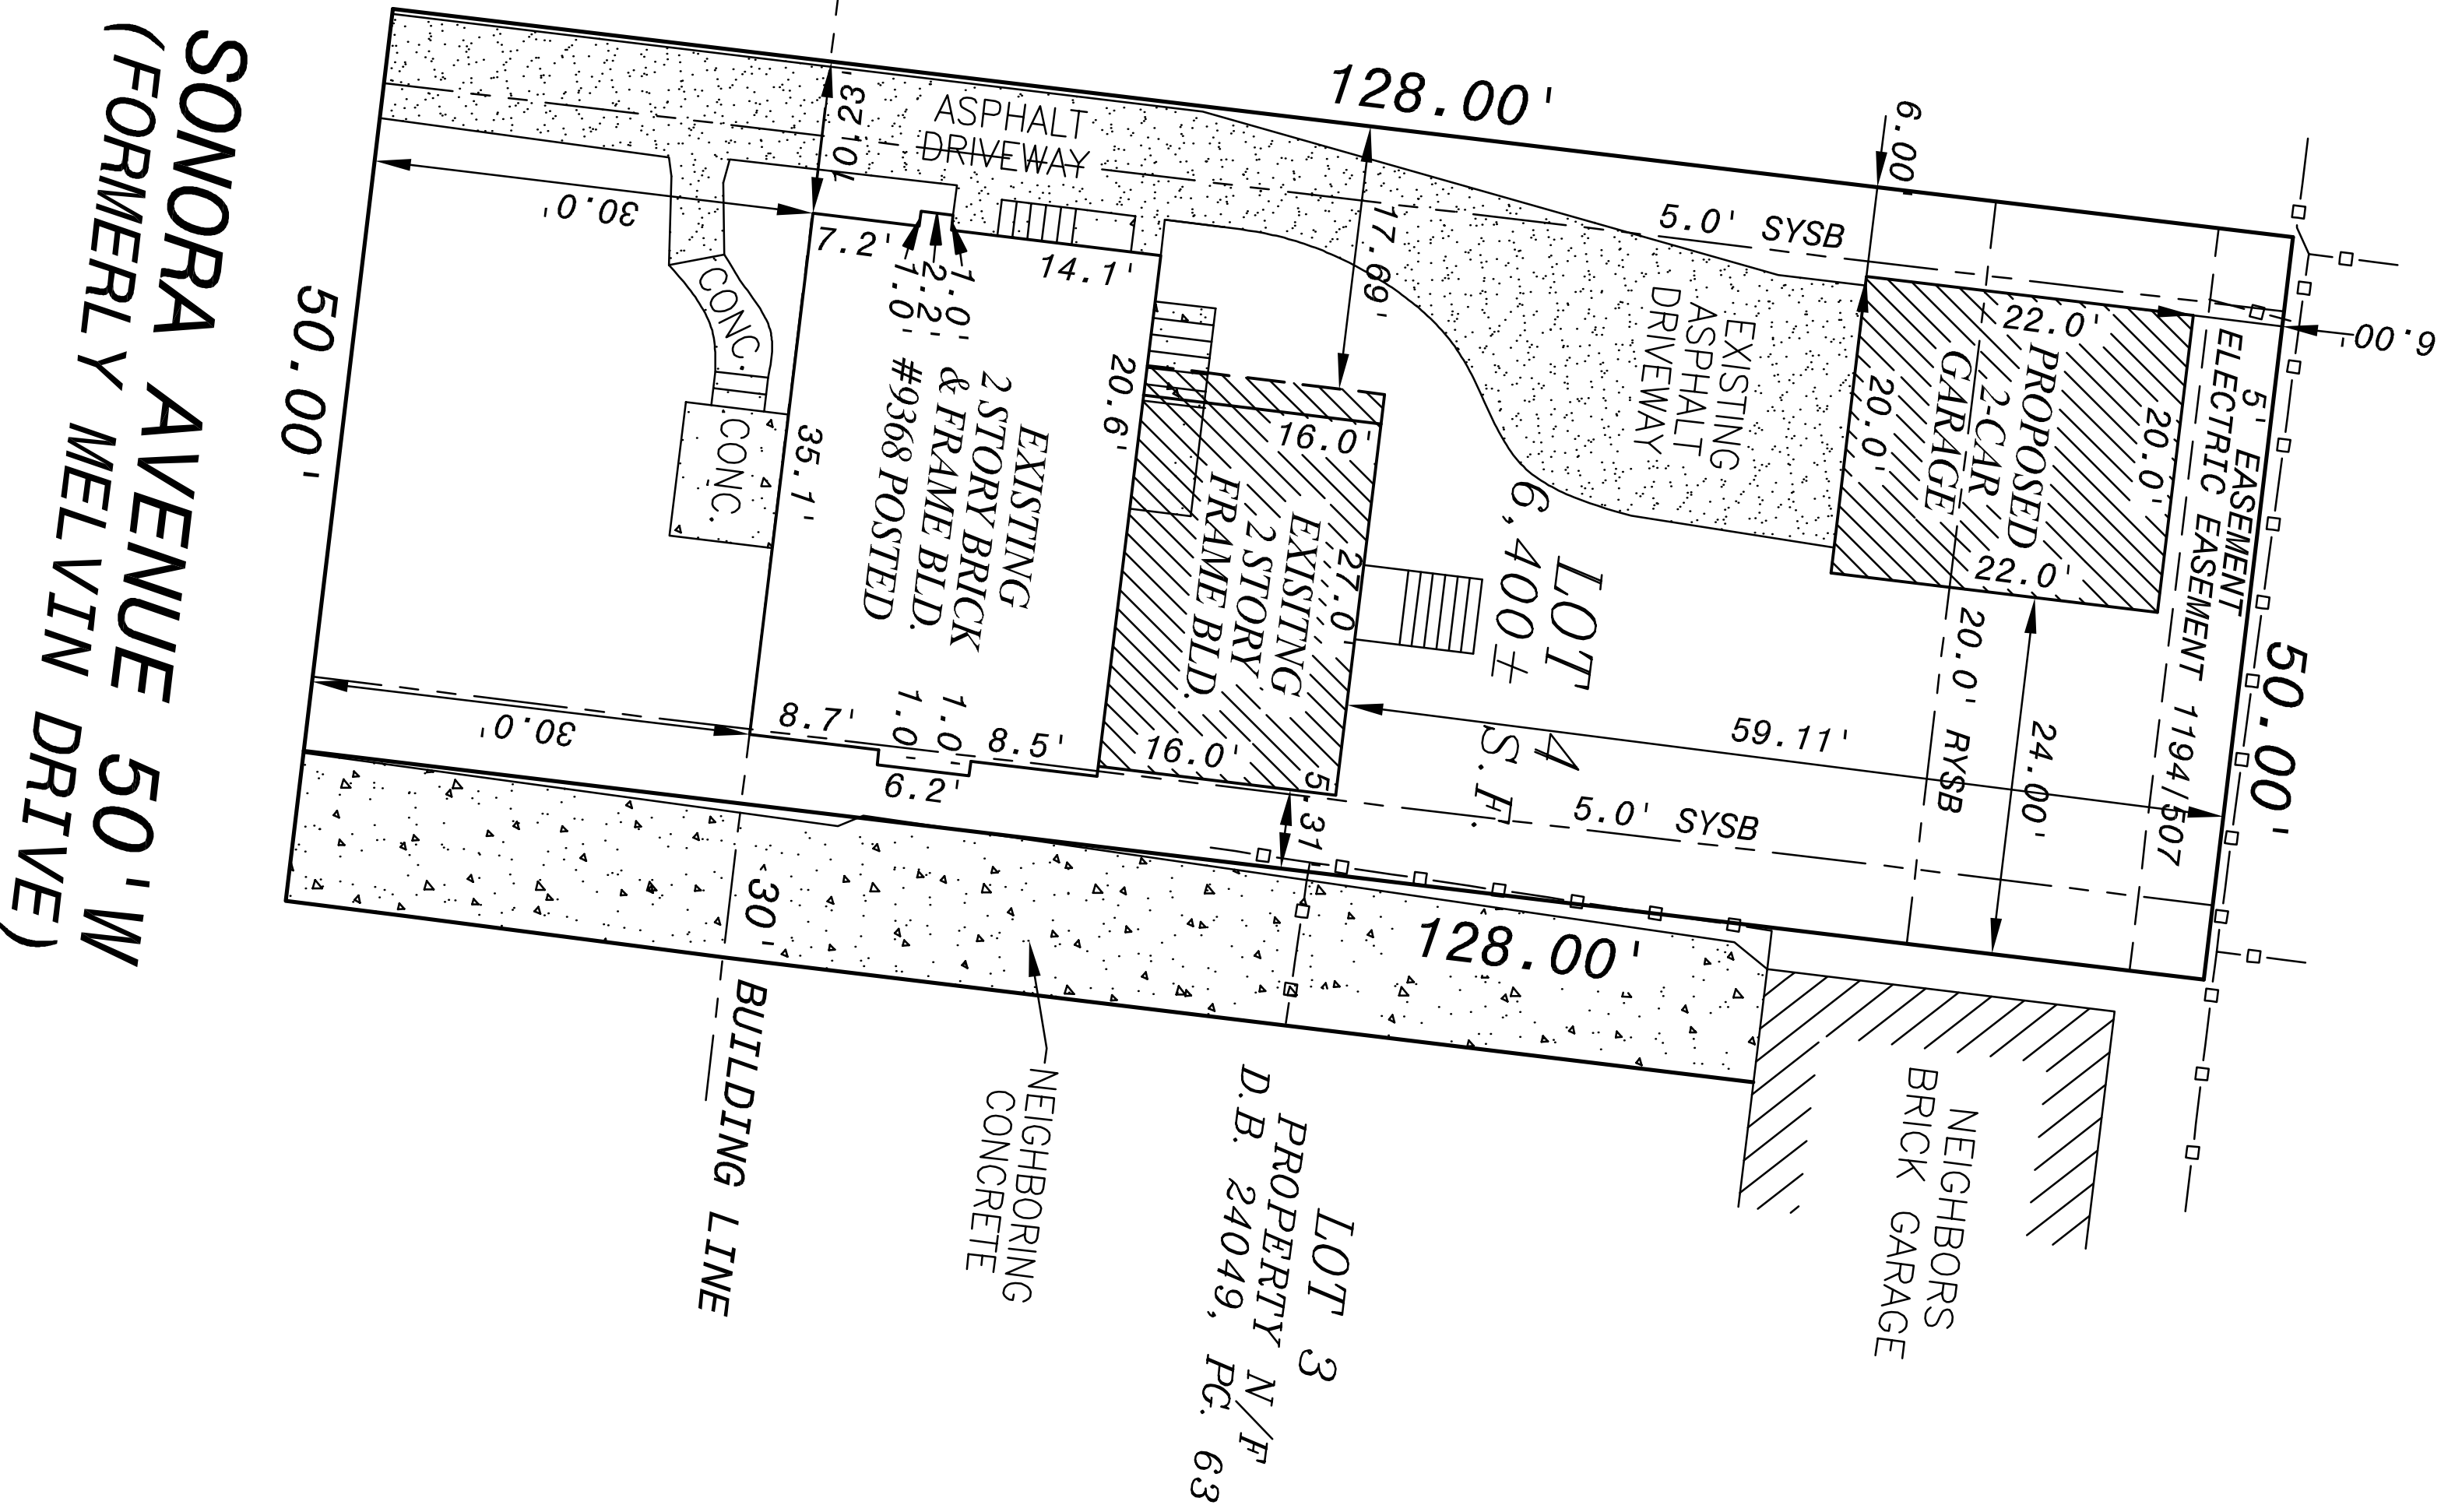 SONORA AVENUE 50'W
(FORMERLY MELVIN DRIVE)
50.00'
128.00'
ASPHALT
DRIVEWAY
30.0'
7.2'
1.0'
2.2'
1.0'
14.1'
17.69'
6.00'
5.0' SYSB
6.00'
CONC.
CONC.
35.1'
EXISTING
2 STORY BRICK
& FRAME BLD.
#9368 POSTED
20.6'
16.0'
27.0'
EXISTING
2 STORY
FRAME BLD.
16.0'
EXISTING
ASPHALT
DRIVEWAY
22.0'
20.0'
PROPOSED
2-CAR
GARAGE
20.0'
22.0'
5' EASEMENT
ELECTRIC EASEMENT 1194/507
50.00'
LOT 4
6,400± S.F.
20.0' RYSB
24.00'
59.11'
30.0'
8.7'
1.0'
1.0'
6.2'
8.5'
5.31'
5.0' SYSB
128.00'
30'
BUILDING LINE
NEIGHBORING
CONCRETE
LOT 3
PROPERTY N/F
D.B. 24049, PG. 63
NEIGHBORS
BRICK GARAGE